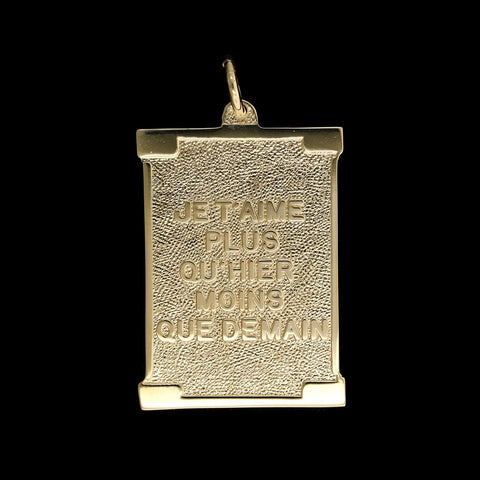 JE T'AIME
PLUS
QU'HIER
MOINS
QUE DEMAIN